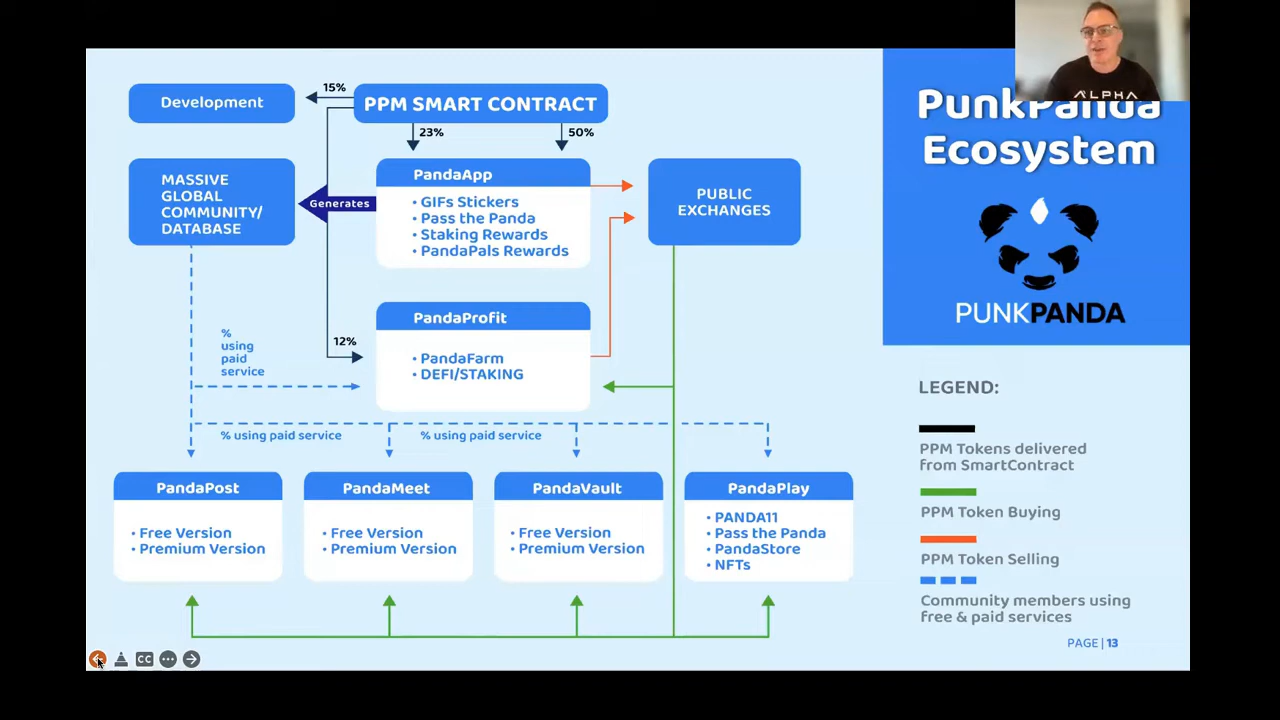 ALPHA
PunkPanda
Ecosystem
PUNKPANDA
PPM SMART CONTRACT
15%
Development
23%
50%
MASSIVE
GLOBAL
COMMUNITY/
DATABASE
Generates
PandaApp
• GIFs Stickers
• Pass the Panda
• Staking Rewards
• PandaPals Rewards
PUBLIC
EXCHANGES
PandaProfit
• PandaFarm
• DEFI/STAKING
12%
%
using
paid
service
% using paid service
% using paid service
PandaPost
• Free Version
• Premium Version
PandaMeet
• Free Version
• Premium Version
PandaVault
• Free Version
• Premium Version
PandaPlay
• PANDA11
• Pass the Panda
• PandaStore
• NFTs
LEGEND:
PPM Tokens delivered
from SmartContract
PPM Token Buying
PPM Token Selling
Community members using
free & paid services
PAGE | 13
CC